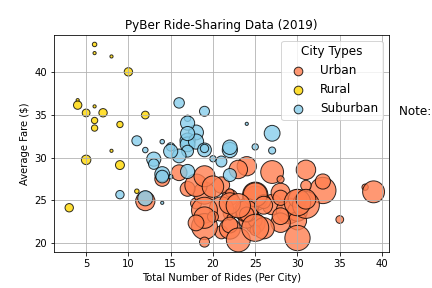 PyBer Ride-Sharing Data (2019)
City Types
Urban
Rural
Suburban
Note:
Average Fare ($)
40
35
30
25
20
5 10 15 20 25 30 35 40
Total Number of Rides (Per City)